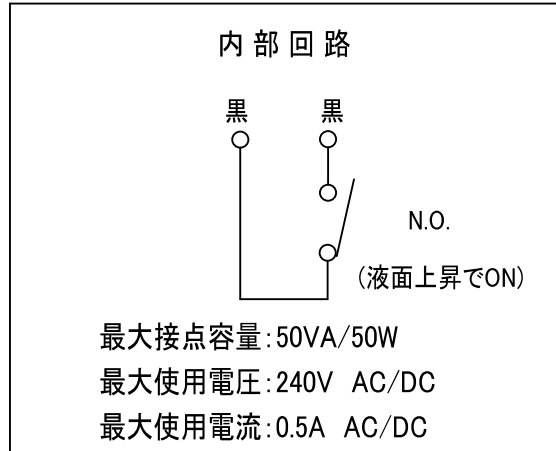 内部回路
黒 黒
N.O.
(液面上昇でON)
最大接点容量:50VA/50W
最大使用電圧:240V AC/DC
最大使用電流:0.5A AC/DC